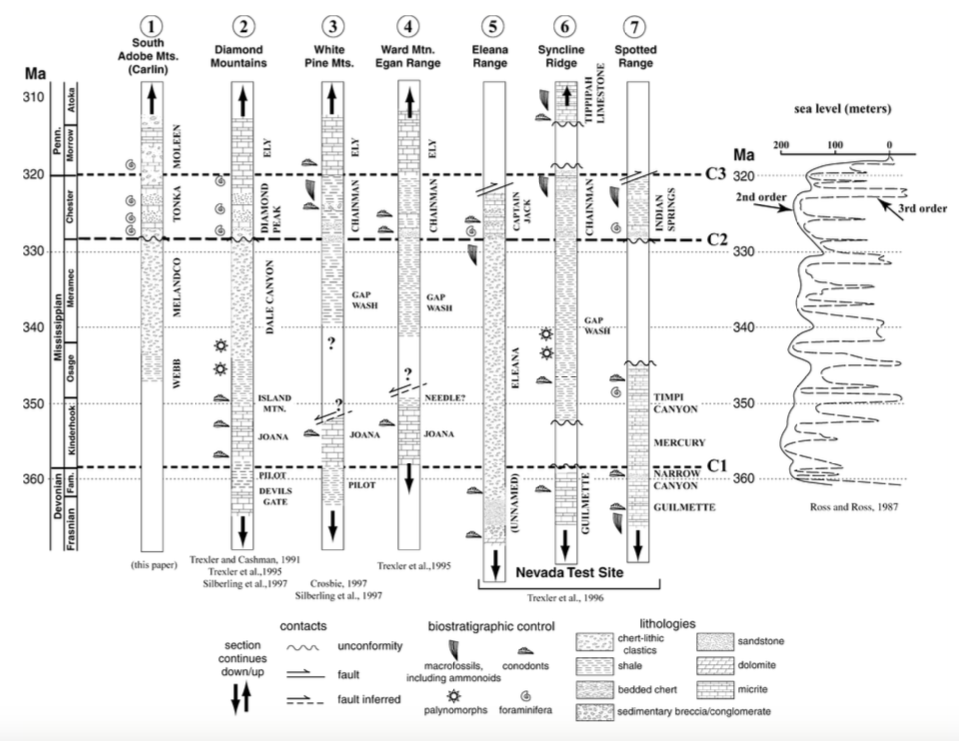 1 2 3 4 5 6 7
South Adobe Mts. (Carlin)
Diamond Mountains
White Pine Mts.
Ward Mtn. Egan Range
Eleana Range
Syncline Ridge
Spotted Range
Ma
310
320
330
340
350
360
Penn.
Mississippian
Devonian
Atoka
Morrow
Chester
Meramec
Osage
Kinderhook
Fam.
Frasnian
MOLEEN
TONKA
MELANDCO
WEBB
ELY
DIAMOND PEAK
DALE CANYON
ISLAND MTN.
JOANA
PILOT
DEVILS GATE
ELY
CHAINMAN
GAP WASH
?
?
JOANA
PILOT
ELY
CHAINMAN
GAP WASH
?
NEEDLE?
JOANA
CAPTAIN JACK
ELEANA
(UNNAMED)
TIPPIPAH LIMESTONE
CHAINMAN
GAP WASH
GUILMETTE
INDIAN SPRINGS
TIMPI CANYON
MERCURY
NARROW CANYON
GUILMETTE
C3
C2
C1
sea level (meters)
200 100 0
Ma
320
330
340
350
360
2nd order
3rd order
Ross and Ross, 1987
(this paper)
Trexler and Cashman, 1991
Trexler et al.,1995
Silberling et al.,1997
Crosbie, 1997
Silberling et al., 1997
Trexler et al.,1995
Nevada Test Site
Trexler et al., 1996
section continues down/up
contacts
unconformity
fault
fault inferred
biostratigraphic control
macrofossils, including ammonoids
conodonts
palynomorphs
foraminifera
lithologies
chert-lithic clastics
shale
bedded chert
sedimentary breccia/conglomerate
sandstone
dolomite
micrite